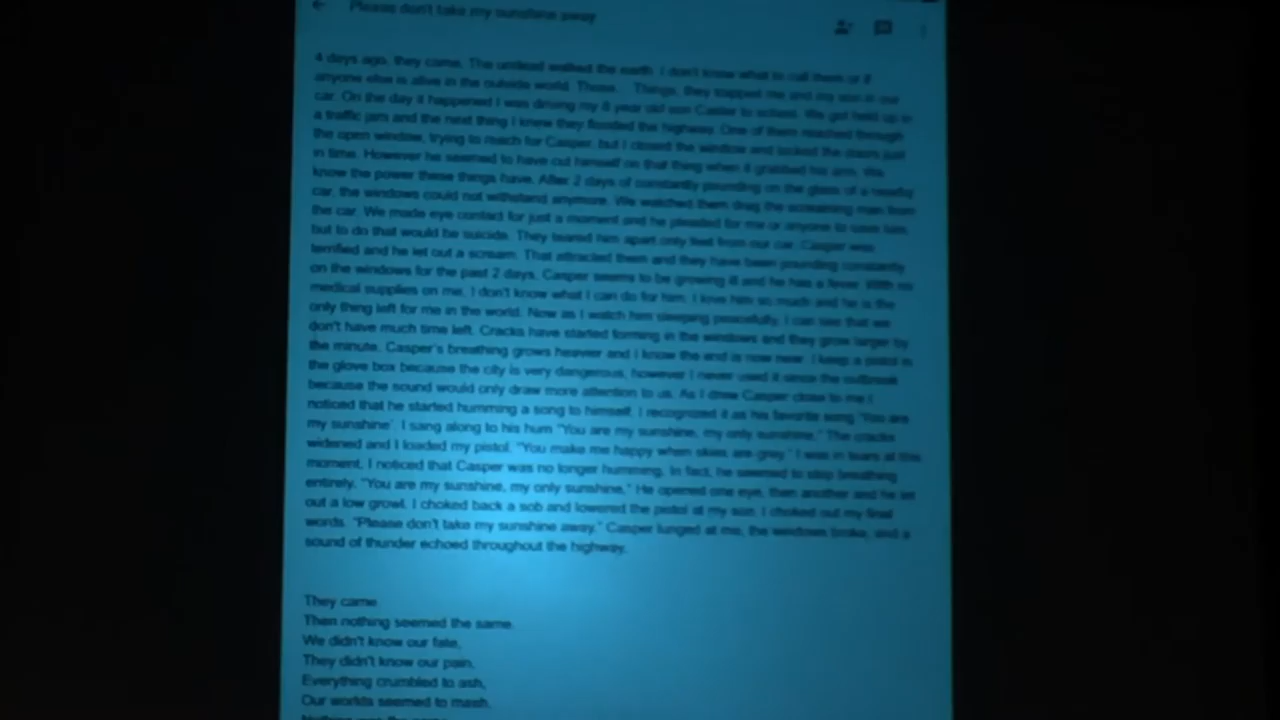 Please don't take my sunshine away
4 days ago, they came. The undead walked the earth. I don't know what to call them or if
anyone else is alive in the outside world. These.. Things, they trapped me and my son in our
car. On the day it happened I was driving my 8 year old son Caster to school. We got held up in
a traffic jam and the next thing I knew they flooded the highway. One of them reached through
the open window, trying to reach for Casper, but I closed the window and locked the doors just
in time. However he seemed to have cut himself on that thing when it grabbed his arm. We
know the power these things have. After 2 days of constantly pounding on the glass of a nearby
car, the windows could not withstand anymore. We watched them drag the screaming man from
the car. We made eye contact for just a moment and he pleaded for me or anyone to save him,
but to do that would be suicide. They teared him apart only feet from our car. Casper was
terrified and he let out a scream. That attracted them and they have been pounding constantly
on the windows for the past 2 days. Casper seems to be growing ill and he has a fever. With no
medical supplies on me, I don't know what I can do for him. I love him so much and he is the
only thing left for me in the world. Now as I watch him sleeping peacefully, I can see that we
don't have much time left. Cracks have started forming in the windows and they grow larger by
the minute. Casper's breathing grows heavier and I know the end is now near. I keep a pistol in
the glove box because the city is very dangerous, however I never used it since the outbreak
because the sound would only draw more attention to us. As I drew Casper close to me I
noticed that he started humming a song to himself. I recognized it as his favorite song "You are
my sunshine". I sang along to his hum "You are my sunshine, my only sunshine." The cracks
widened and I loaded my pistol. "You make me happy when skies are grey." I was in tears at this
moment. I noticed that Casper was no longer humming. In fact, he seemed to stop breathing
entirely. "You are my sunshine, my only sunshine." He opened one eye, then another and he let
out a low growl. I choked back a sob and lowered the pistol at my son. I choked out my final
words. "Please don't take my sunshine away." Casper lunged at me, the windows broke, and a
sound of thunder echoed throughout the highway.
They came
Then nothing seemed the same.
We didn't know our fate,
They didn't know our pain,
Everything crumbled to ash,
Our worlds seemed to mash.